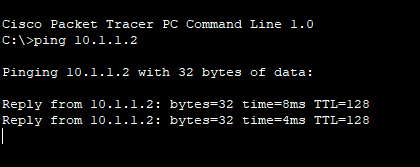 Cisco Packet Tracer PC Command Line 1.0
C:\>ping 10.1.1.2
Pinging 10.1.1.2 with 32 bytes of data:
Reply from 10.1.1.2: bytes=32 time=8ms TTL=128
Reply from 10.1.1.2: bytes=32 time=4ms TTL=128